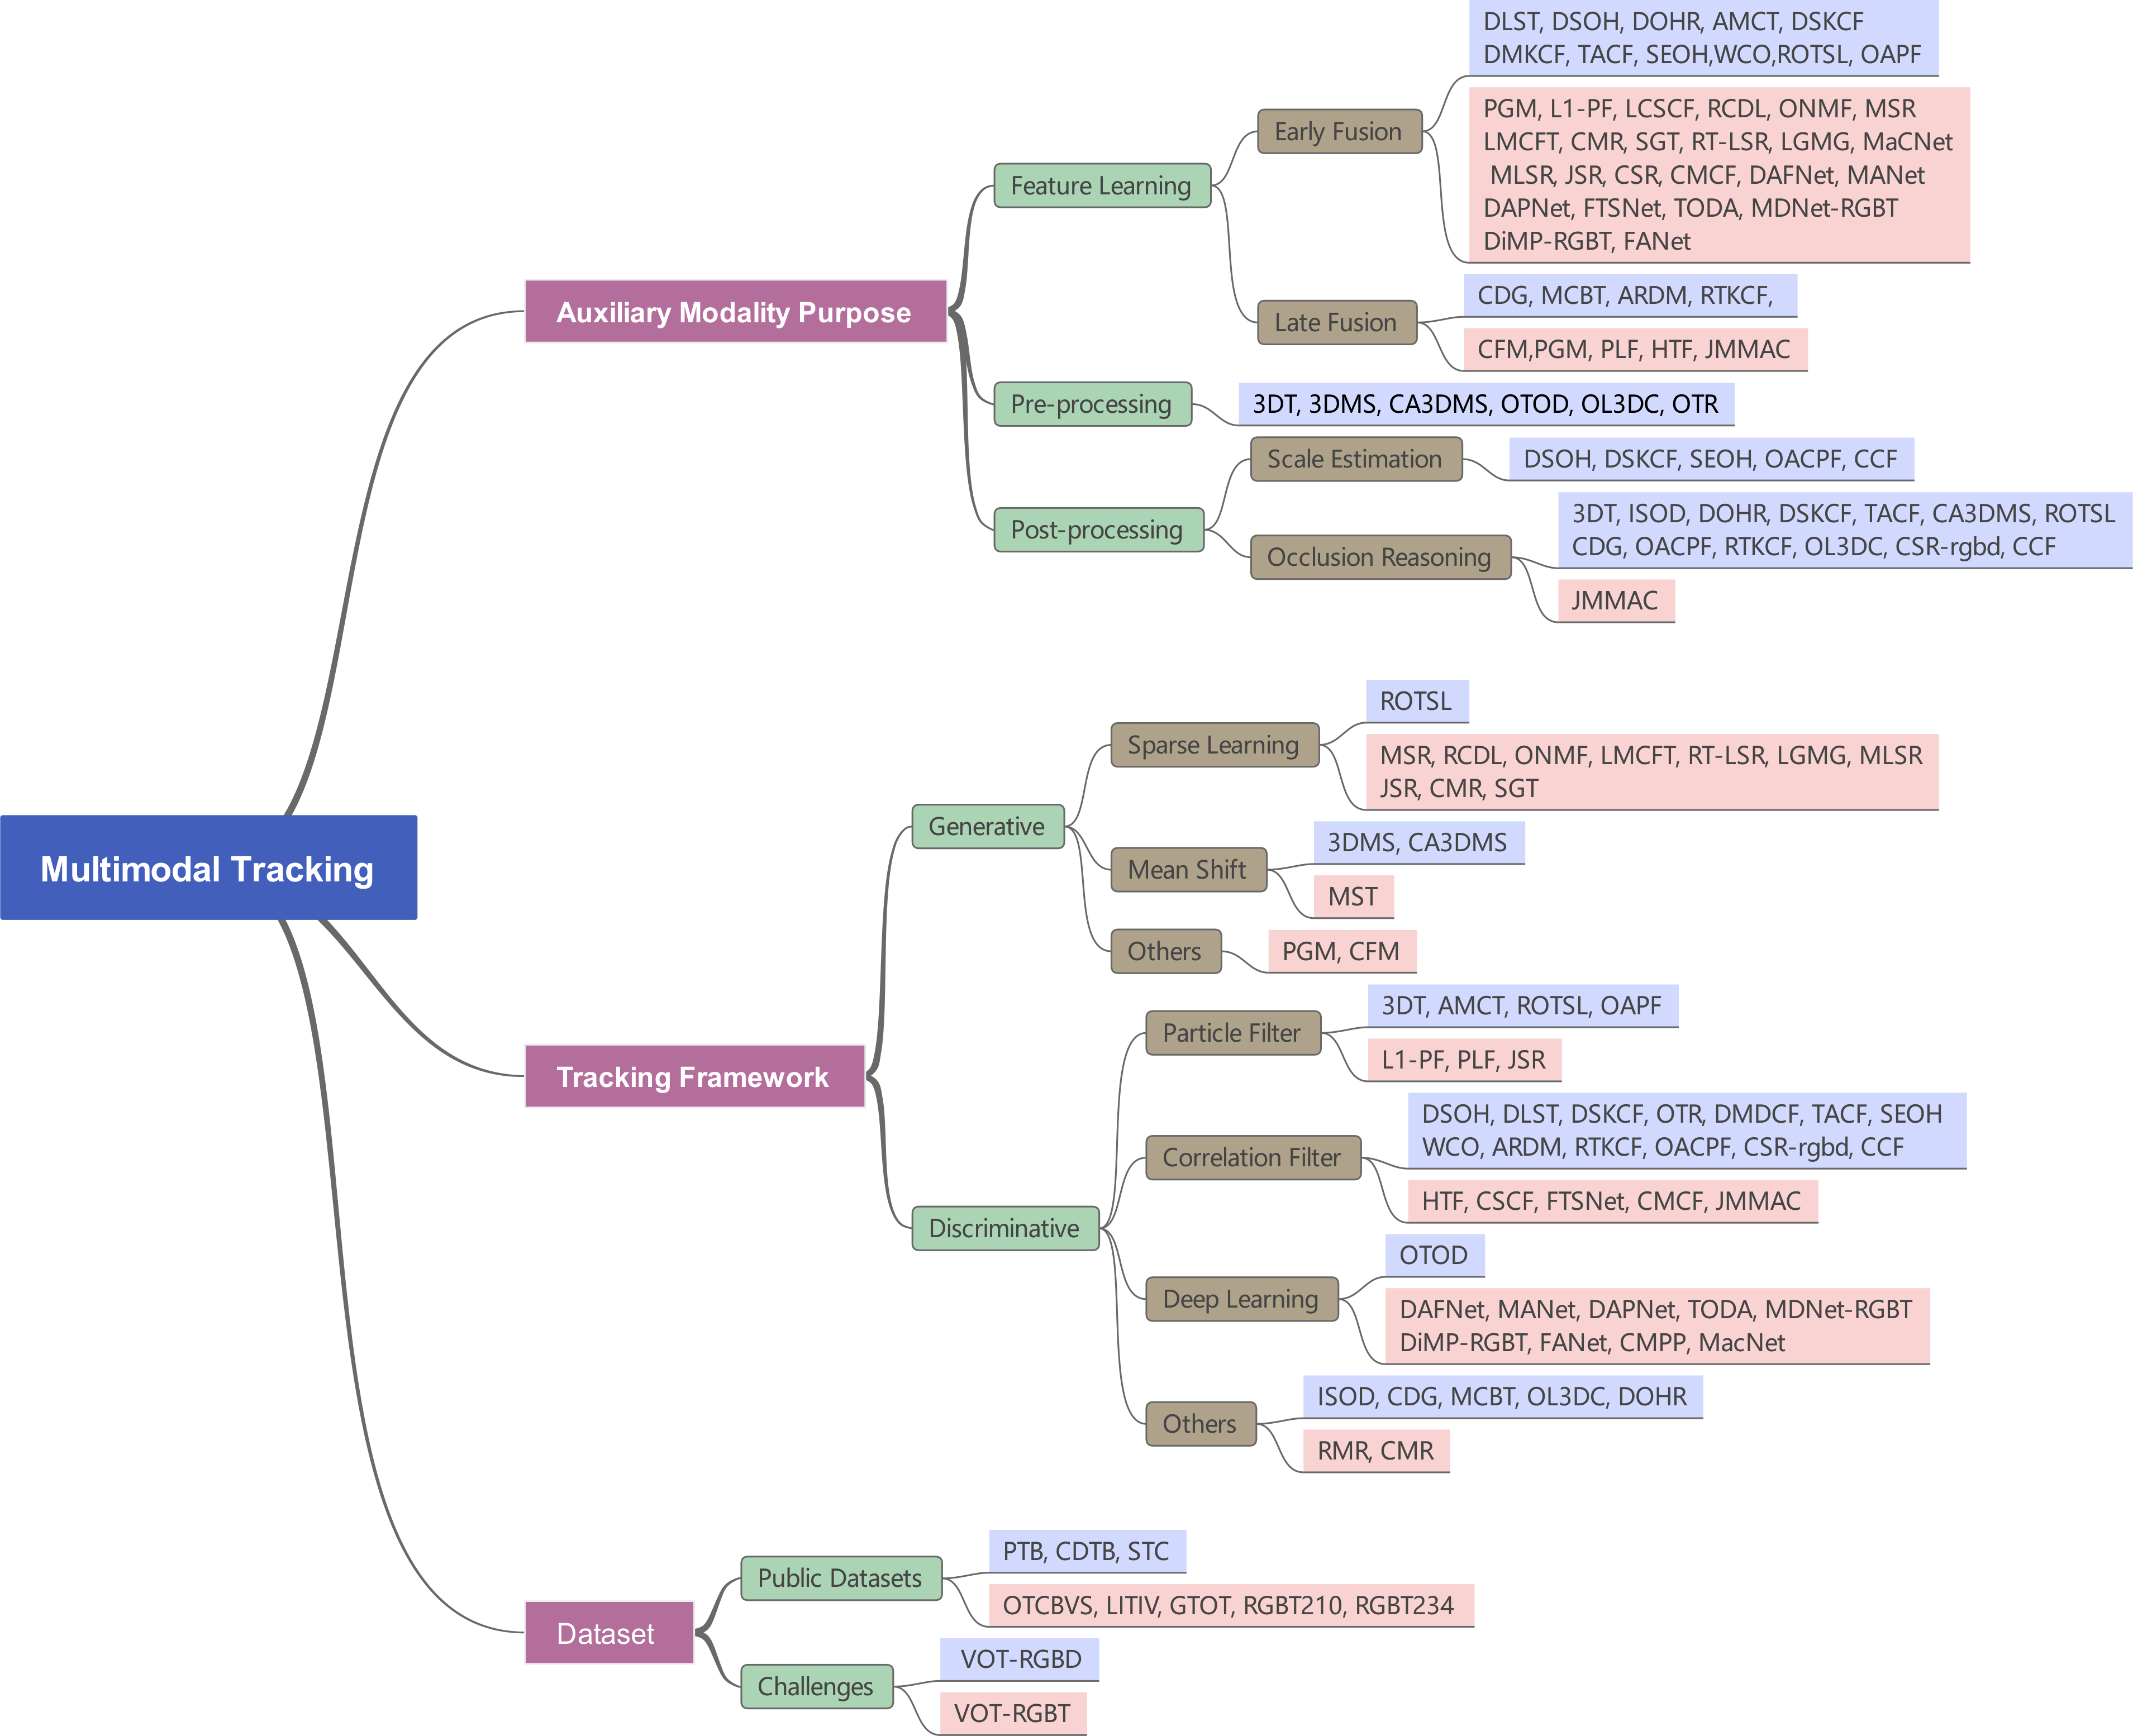 Multimodal Tracking
Auxiliary Modality Purpose
Feature Learning
Early Fusion
DLST, DSOH, DOHR, AMCT, DSKCF
DMKCF, TACF, SEOH,WCO,ROTSL, OAPF
PGM, L1-PF, LCSCF, RCDL, ONMF, MSR
LMCFT, CMR, SGT, RT-LSR, LGMG, MaCNet
MLSR, JSR, CSR, CMCF, DAFNet, MANet
DAPNet, FTSNet, TODA, MDNet-RGBT
DiMP-RGBT, FANet
Late Fusion
CDG, MCBT, ARDM, RTKCF,
CFM,PGM, PLF, HTF, JMMAC
Pre-processing
3DT, 3DMS, CA3DMS, OTOD, OL3DC, OTR
Post-processing
Scale Estimation
DSOH, DSKCF, SEOH, OACPF, CCF
Occlusion Reasoning
3DT, ISOD, DOHR, DSKCF, TACF, CA3DMS, ROTSL
CDG, OACPF, RTKCF, OL3DC, CSR-rgbd, CCF
JMMAC
Tracking Framework
Generative
Sparse Learning
ROTSL
MSR, RCDL, ONMF, LMCFT, RT-LSR, LGMG, MLSR
JSR, CMR, SGT
Mean Shift
3DMS, CA3DMS
MST
Others
PGM, CFM
Discriminative
Particle Filter
3DT, AMCT, ROTSL, OAPF
L1-PF, PLF, JSR
Correlation Filter
DSOH, DLST, DSKCF, OTR, DMDCF, TACF, SEOH
WCO, ARDM, RTKCF, OACPF, CSR-rgbd, CCF
HTF, CSCF, FTSNet, CMCF, JMMAC
Deep Learning
OTOD
DAFNet, MANet, DAPNet, TODA, MDNet-RGBT
DiMP-RGBT, FANet, CMPP, MacNet
Others
ISOD, CDG, MCBT, OL3DC, DOHR
RMR, CMR
Dataset
Public Datasets
PTB, CDTB, STC
OTCBVS, LITIV, GTOT, RGBT210, RGBT234
Challenges
VOT-RGBD
VOT-RGBT